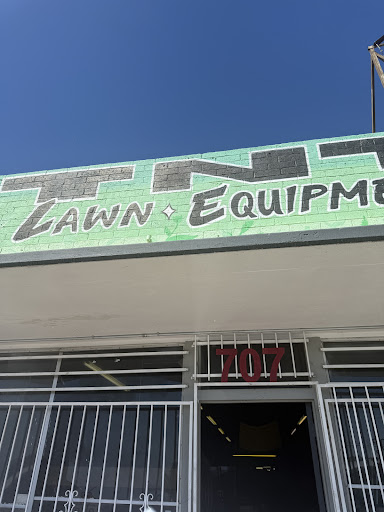 TNT
LAWN · EQUIPME
707